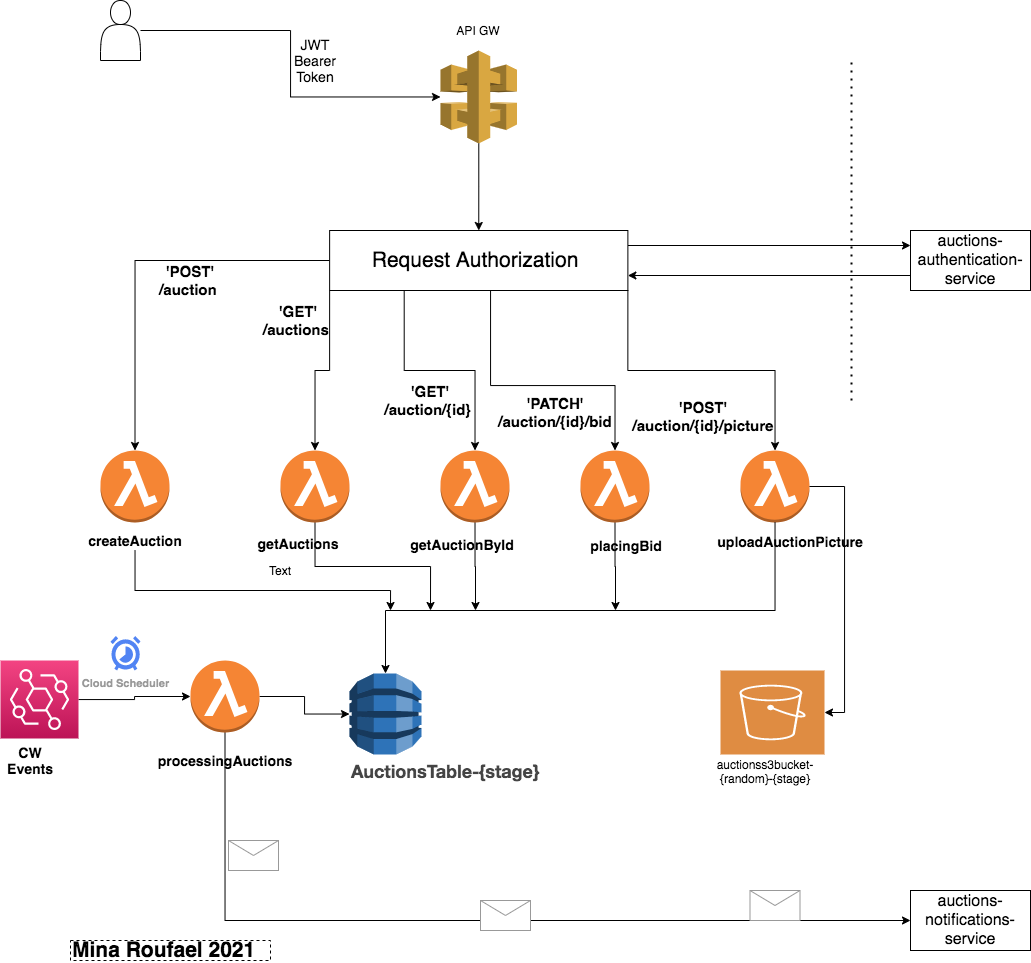 API GW
JWT
Bearer
Token
Request Authorization
auctions-
authentication-
service
'POST'
/auction
'GET'
/auctions
'GET'
/auction/{id}
'PATCH'
/auction/{id}/bid
'POST'
/auction/{id}/picture
createAuction
getAuctions
getAuctionById
placingBid
uploadAuctionPicture
Text
Cloud Scheduler
CW
Events
processingAuctions
AuctionsTable-{stage}
auctionss3bucket-
{random}-{stage}
auctions-
notifications-
service
Mina Roufael 2021